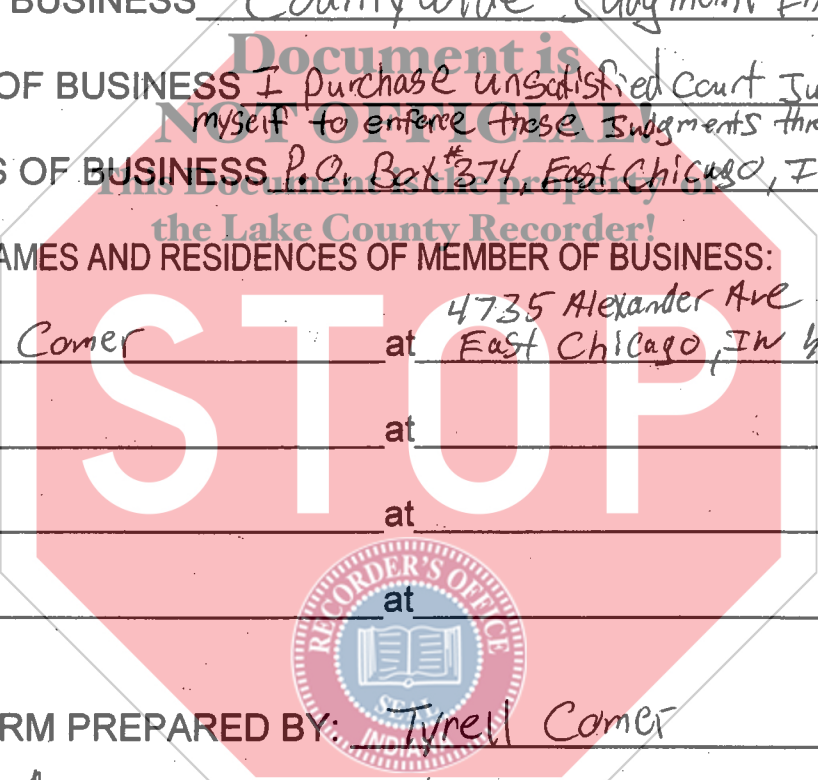 BUSINESS County Wide Judgment
Document is
OF BUSINESS I purchase unsatisfied Court Ju
NOT OFFICIAL!
myself to enforce these Judgments thr
S OF BUSINESS P.O. Box #374, East Chicago, I
This Document is the property of
the Lake County Recorder!
AMES AND RESIDENCES OF MEMBER OF BUSINESS:
4735 Alexander Ave
Comer at East Chicago, IN
STOP
at
at
at
RECORDER'S OFFICE
SEAL
INDIANA
RM PREPARED BY: Tyrell Comer